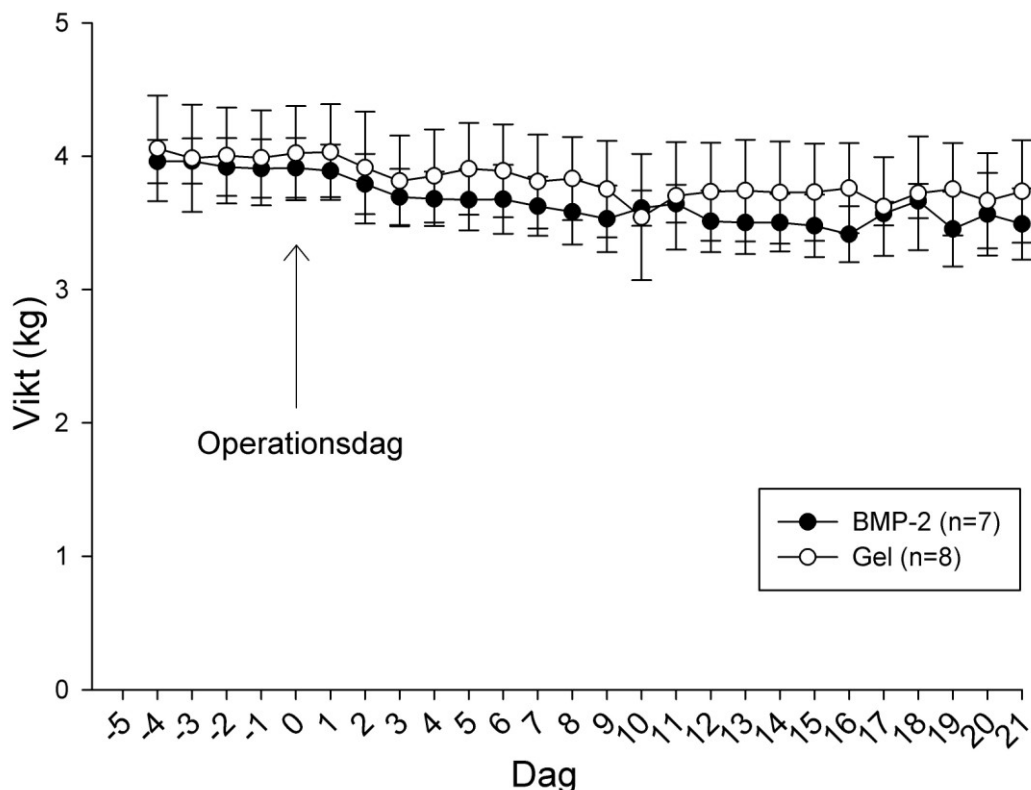 5
4
3
2
1
0
Vikt (kg)
Operationsdag
BMP-2 (n=7)
Gel (n=8)
-5 -4 -3 -2 -1 0 1 2 3 4 5 6 7 8 9 10 11 12 13 14 15 16 17 18 19 20 21
Dag